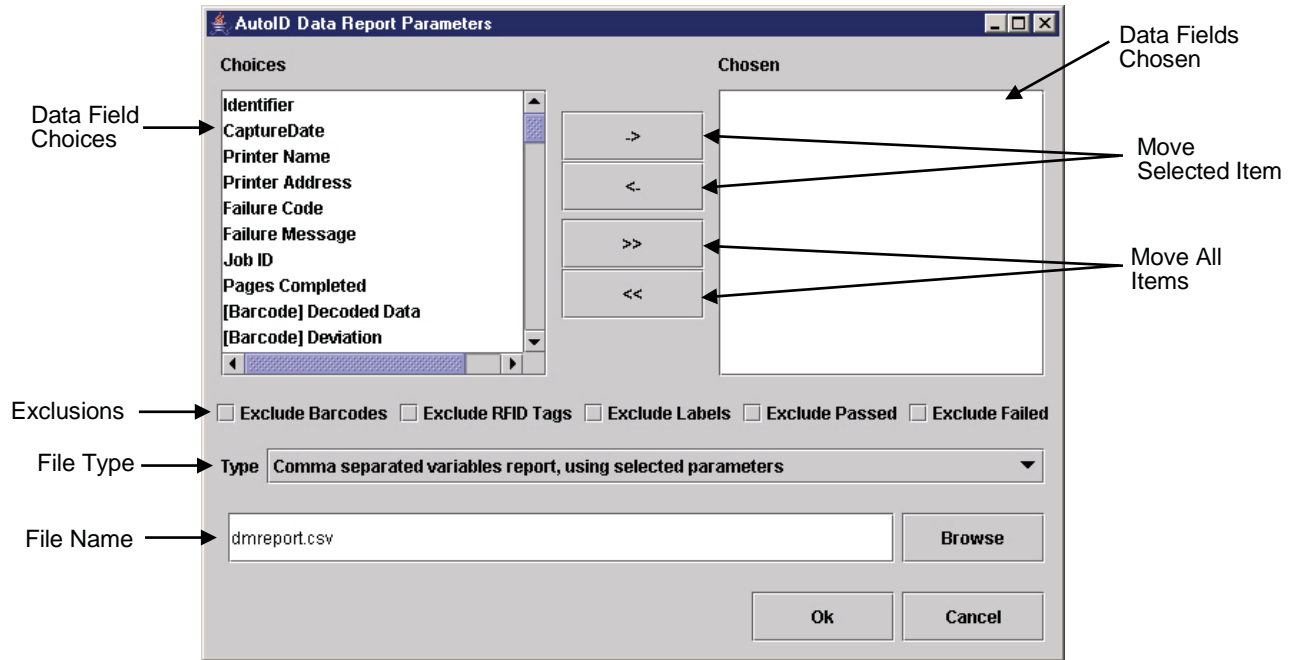 AutoID Data Report Parameters
Data Fields
Chosen
Choices
Chosen
Data Field
Choices
Identifier
CaptureDate
Printer Name
Printer Address
Failure Code
Failure Message
Job ID
Pages Completed
[Barcode] Decoded Data
[Barcode] Deviation
->
<-
>>
<<
Move
Selected Item
Move All
Items
Exclusions
Exclude Barcodes Exclude RFID Tags Exclude Labels Exclude Passed Exclude Failed
File Type
Type Comma separated variables report, using selected parameters
File Name
dmreport.csv
Browse
Ok
Cancel